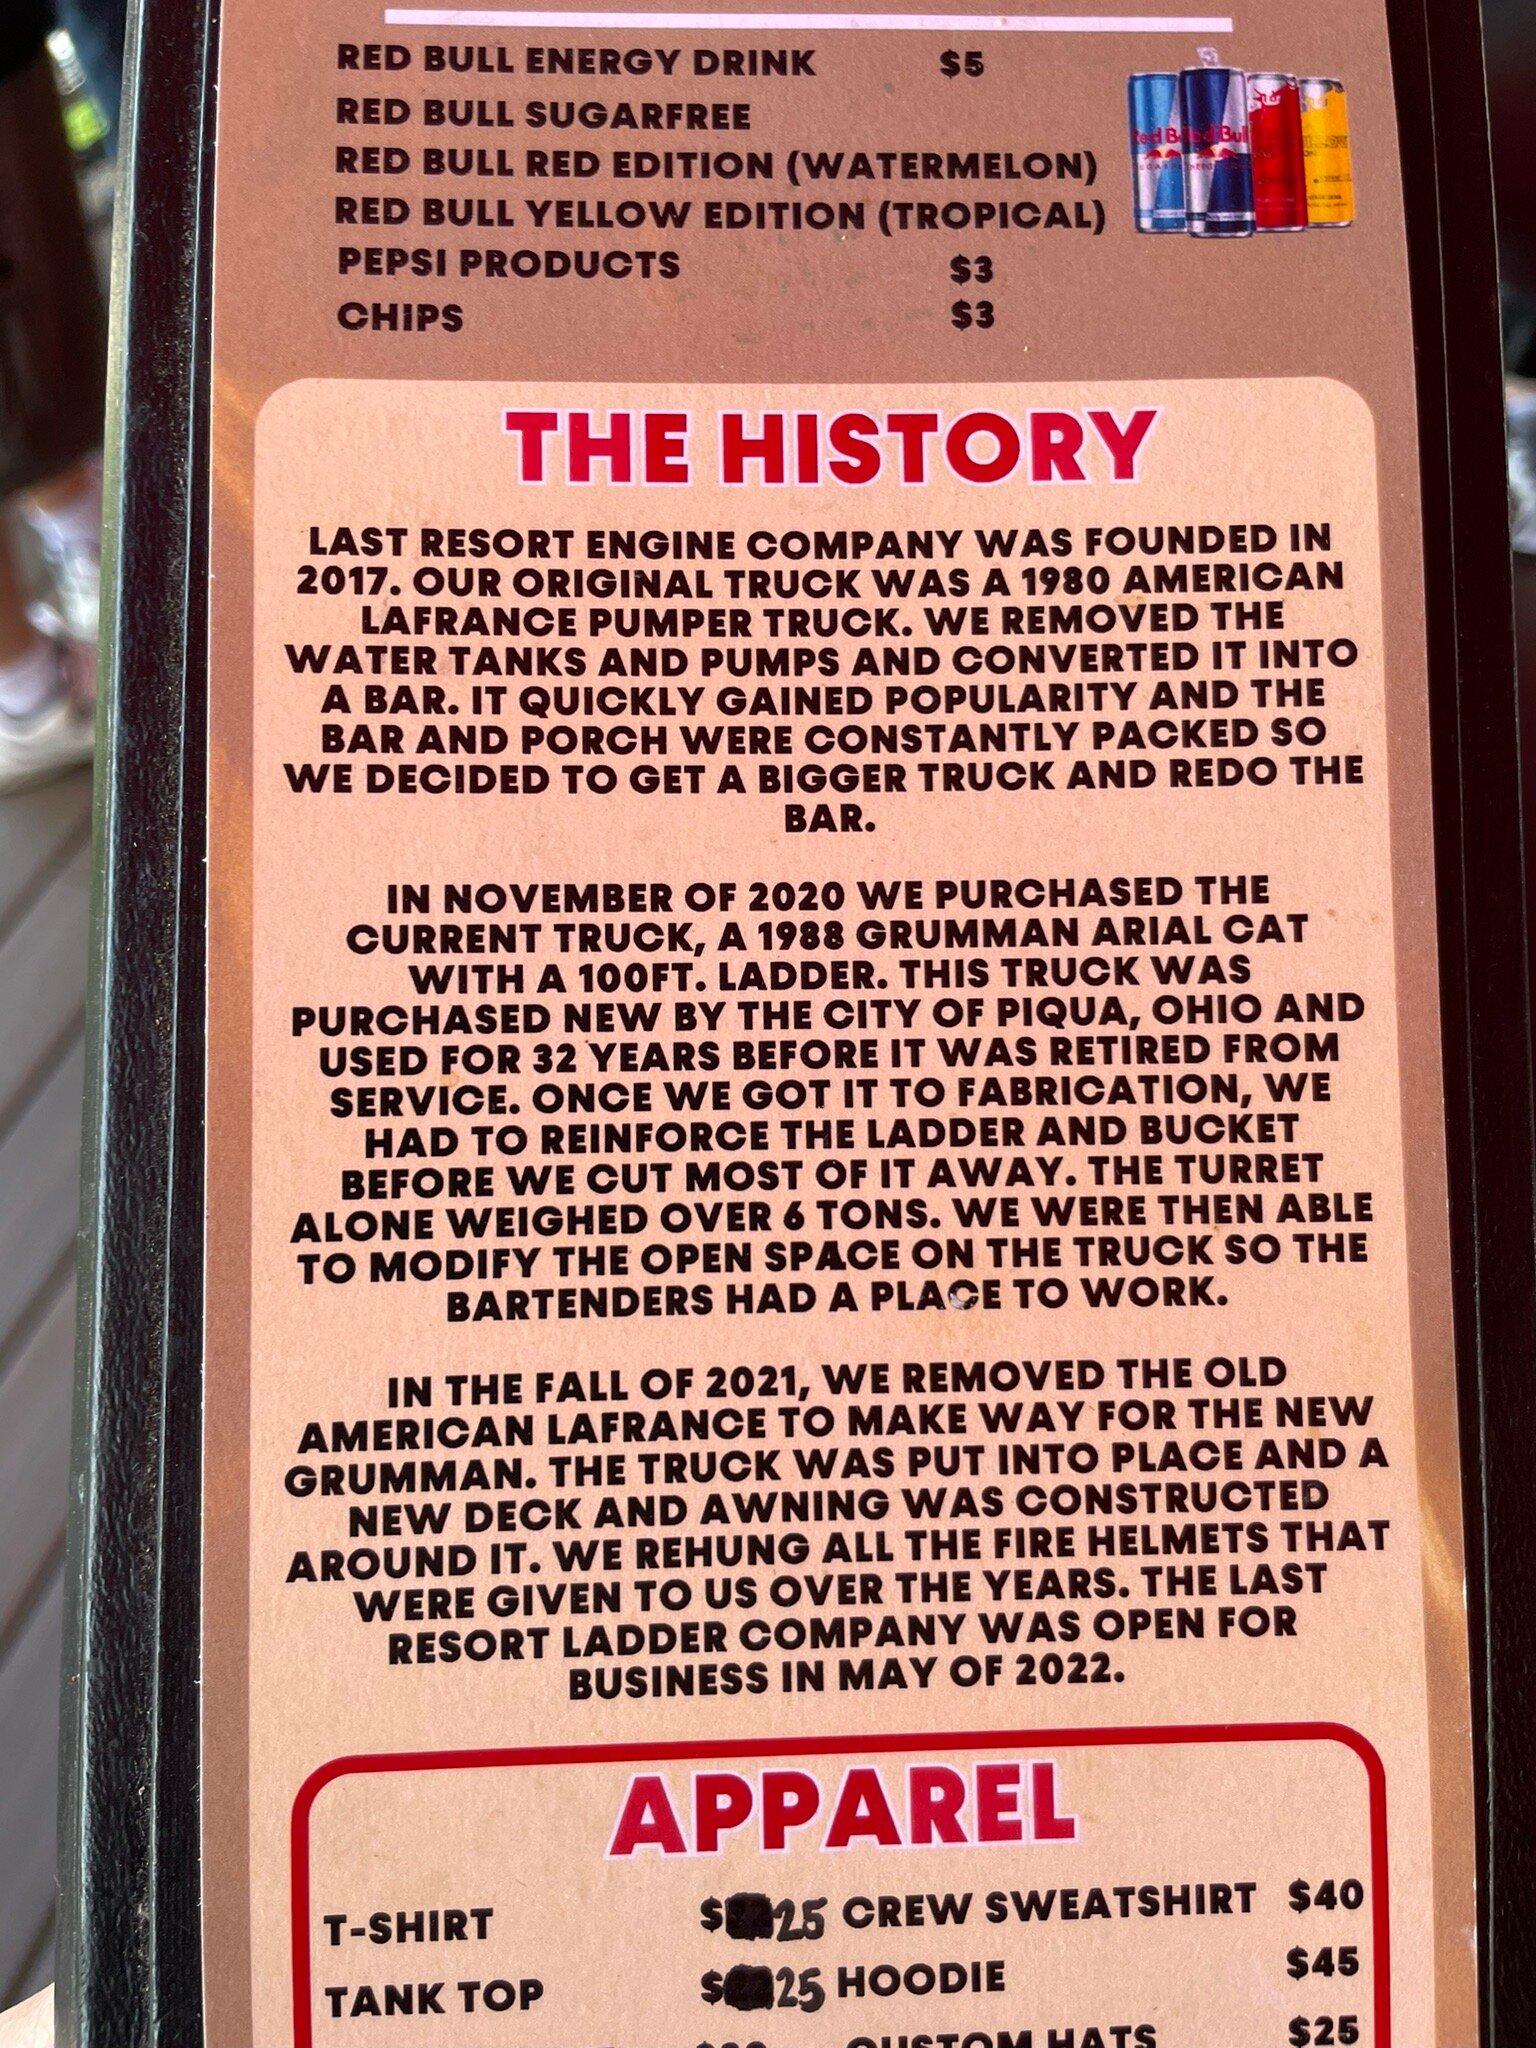 RED BULL ENERGY DRINK $5
RED BULL SUGARFREE
RED BULL RED EDITION (WATERMELON)
RED BULL YELLOW EDITION (TROPICAL)
PEPSI PRODUCTS $3
CHIPS $3
THE HISTORY
LAST RESORT ENGINE COMPANY WAS FOUNDED IN
2017. OUR ORIGINAL TRUCK WAS A 1980 AMERICAN
LAFRANCE PUMPER TRUCK. WE REMOVED THE
WATER TANKS AND PUMPS AND CONVERTED IT INTO
A BAR. IT QUICKLY GAINED POPULARITY AND THE
BAR AND PORCH WERE CONSTANTLY PACKED SO
WE DECIDED TO GET A BIGGER TRUCK AND REDO THE
BAR.
IN NOVEMBER OF 2020 WE PURCHASED THE
CURRENT TRUCK, A 1988 GRUMMAN ARIAL CAT
WITH A 100FT. LADDER. THIS TRUCK WAS
PURCHASED NEW BY THE CITY OF PIQUA, OHIO AND
USED FOR 32 YEARS BEFORE IT WAS RETIRED FROM
SERVICE. ONCE WE GOT IT TO FABRICATION, WE
HAD TO REINFORCE THE LADDER AND BUCKET
BEFORE WE CUT MOST OF IT AWAY. THE TURRET
ALONE WEIGHED OVER 6 TONS. WE WERE THEN ABLE
TO MODIFY THE OPEN SPACE ON THE TRUCK SO THE
BARTENDERS HAD A PLACE TO WORK.
IN THE FALL OF 2021, WE REMOVED THE OLD
AMERICAN LAFRANCE TO MAKE WAY FOR THE NEW
GRUMMAN. THE TRUCK WAS PUT INTO PLACE AND A
NEW DECK AND AWNING WAS CONSTRUCTED
AROUND IT. WE REHUNG ALL THE FIRE HELMETS THAT
WERE GIVEN TO US OVER THE YEARS. THE LAST
RESORT LADDER COMPANY WAS OPEN FOR
BUSINESS IN MAY OF 2022.
APPAREL
T-SHIRT $25 CREW SWEATSHIRT $40
TANK TOP $25 HOODIE $45
CUSTOM HATS $25